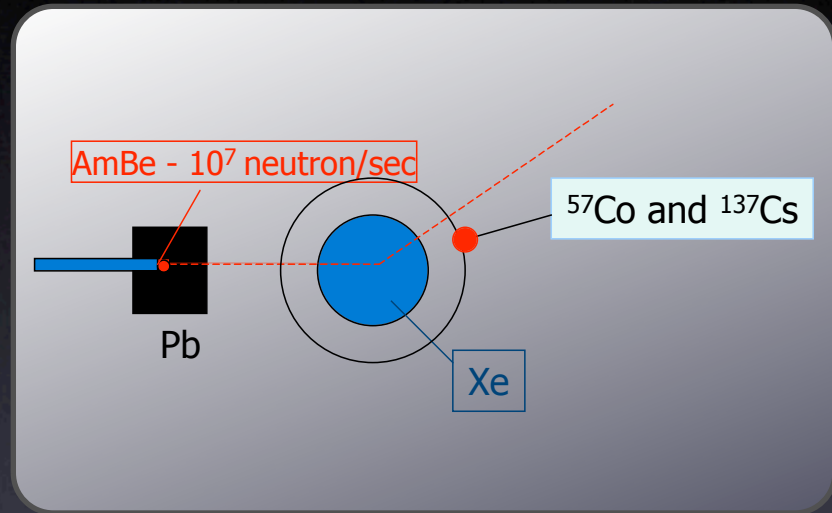 AmBe - 10⁷ neutron/sec
⁵⁷Co and ¹³⁷Cs
Pb
Xe